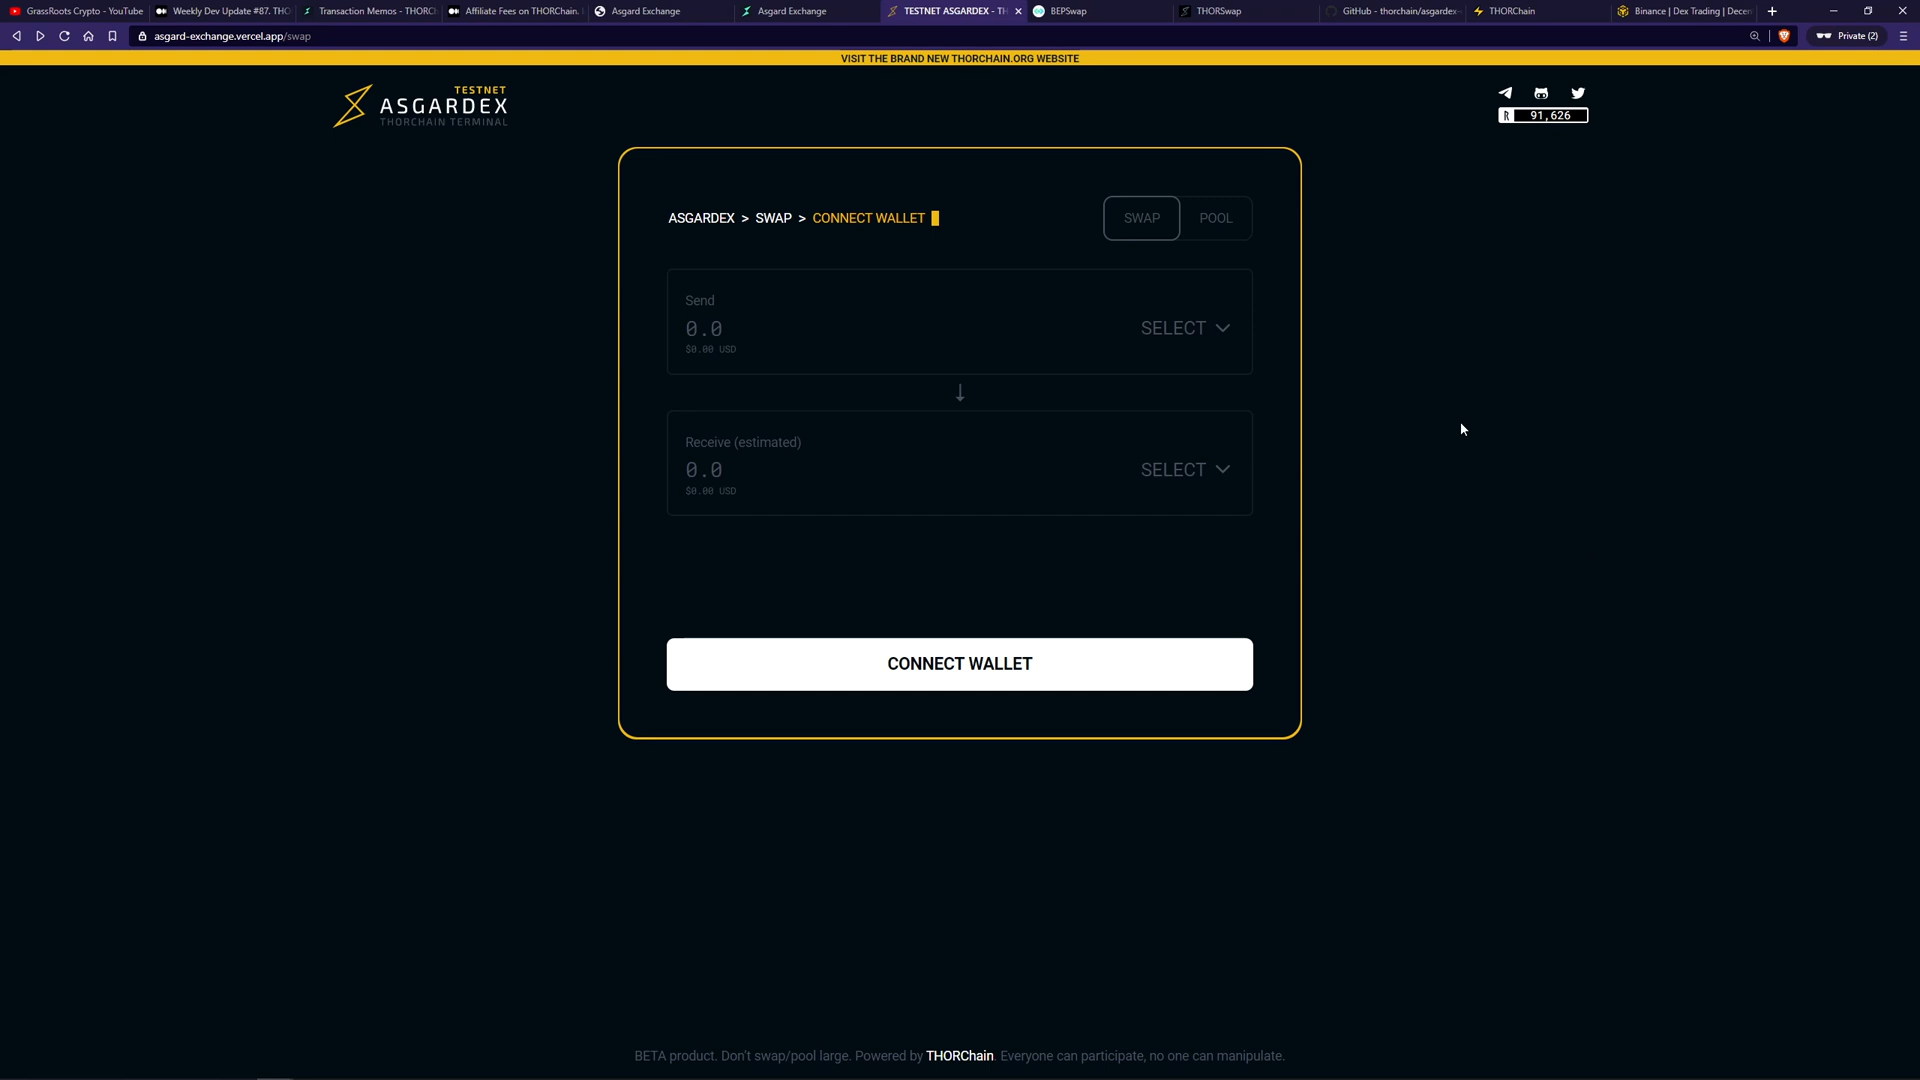 GrassRoots Crypto - YouTube
Weekly Dev Update #87. THO
Transaction Memos - THORC
Affiliate Fees on THORChain.
Asgard Exchange
Asgard Exchange
TESTNET ASGARDEX - TH
BEPSwap
THORSwap
GitHub - thorchain/asgardex-
THORChain
Binance | Dex Trading | Decen
asgard-exchange.vercel.app/swap
Private (2)
VISIT THE BRAND NEW THORCHAIN.ORG WEBSITE
TESTNET
ASGARDEX
THORCHAIN TERMINAL
R 91,626
ASGARDEX > SWAP > CONNECT WALLET
SWAP
POOL
Send
0.0
SELECT
$0.00 USD
Receive (estimated)
0.0
SELECT
$0.00 USD
CONNECT WALLET
BETA product. Don't swap/pool large. Powered by THORChain. Everyone can participate, no one can manipulate.